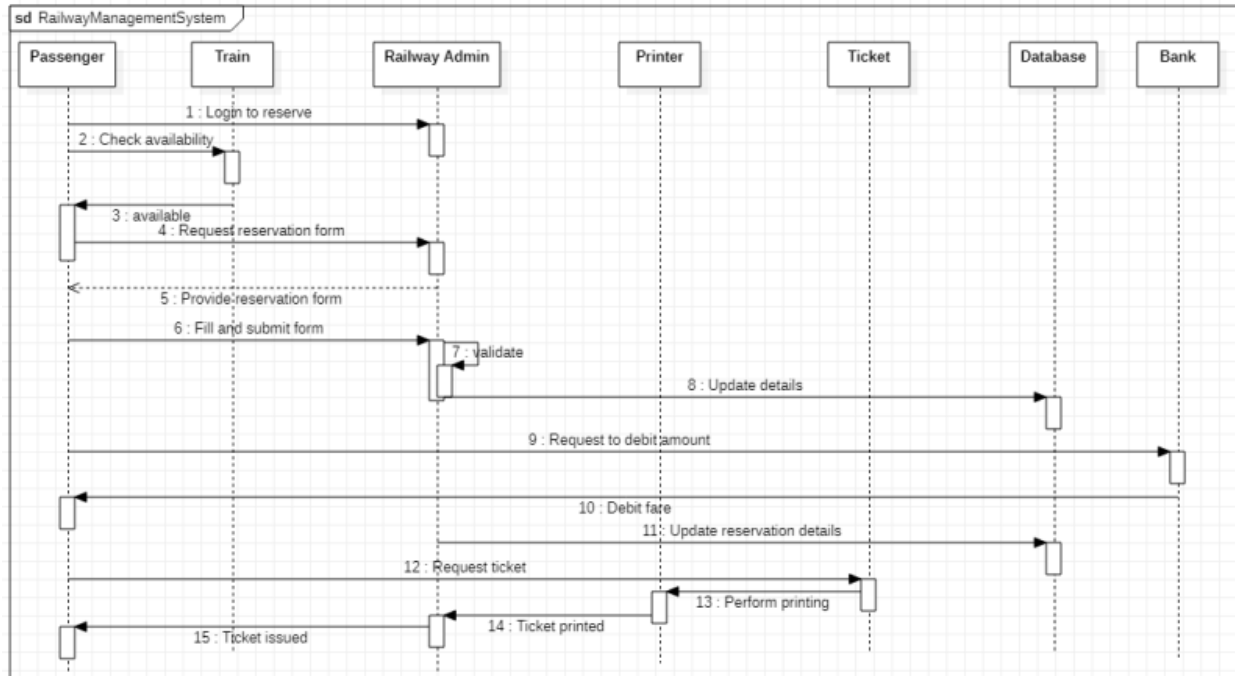 sd RailwayManagementSystem
Passenger
Train
Railway Admin
Printer
Ticket
Database
Bank
1 : Login to reserve
2 : Check availability
3 : available
4 : Request reservation form
5 : Provide reservation form
6 : Fill and submit form
7 : validate
8 : Update details
9 : Request to debit amount
10 : Debit fare
11 : Update reservation details
12 : Request ticket
13 : Perform printing
14 : Ticket printed
15 : Ticket issued